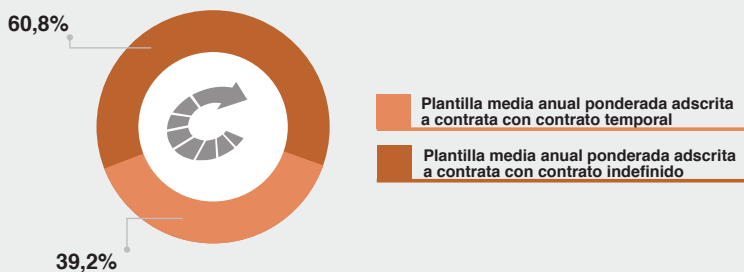 60,8%
Plantilla media anual ponderada adscrita
a contrata con contrato temporal
Plantilla media anual ponderada adscrita
a contrata con contrato indefinido
39,2%